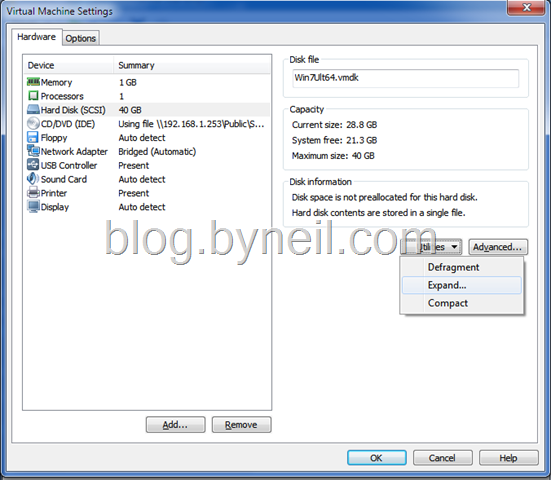 Virtual Machine Settings
Hardware Options
Device Summary
Memory 1 GB
Processors 1
Hard Disk (SCSI) 40 GB
CD/DVD (IDE) Using file \\192.168.1.253\Public\S...
Floppy Auto detect
Network Adapter Bridged (Automatic)
USB Controller Present
Sound Card Auto detect
Printer Present
Display Auto detect
Add... Remove
Disk file
Win7Ult64.vmdk
Capacity
Current size: 28.8 GB
System free: 21.3 GB
Maximum size: 40 GB
Disk information
Disk space is not preallocated for this hard disk.
Hard disk contents are stored in a single file.
blog.byneil.com
Utilities Advanced...
Defragment
Expand...
Compact
OK Cancel Help